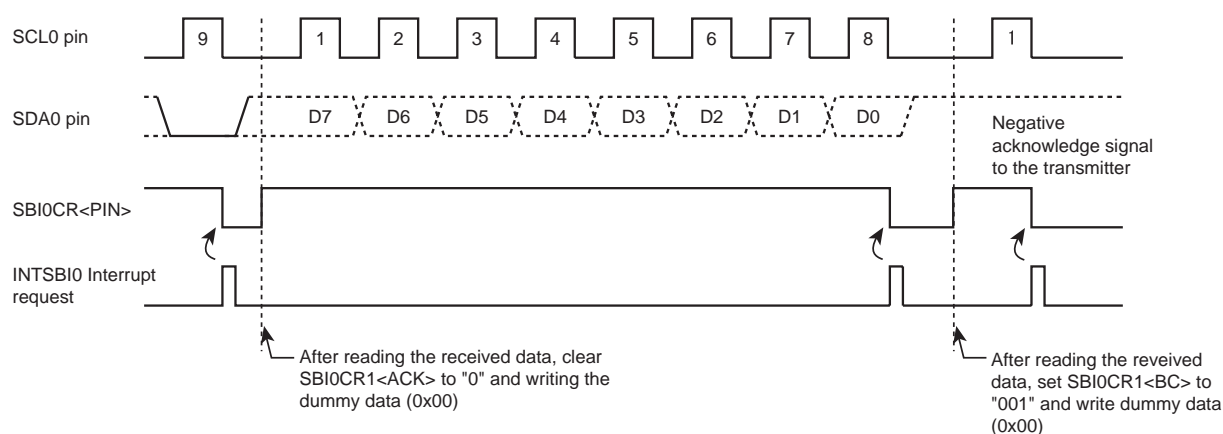 SCL0 pin
9 1 2 3 4 5 6 7 8 1
SDA0 pin
D7 D6 D5 D4 D3 D2 D1 D0
Negative
acknowledge signal
to the transmitter
SBI0CR<PIN>
INTSBI0 Interrupt
request
After reading the received data, clear
SBI0CR1<ACK> to "0" and writing the
dummy data (0x00)
After reading the reveived
data, set SBI0CR1<BC> to
"001" and write dummy data
(0x00)